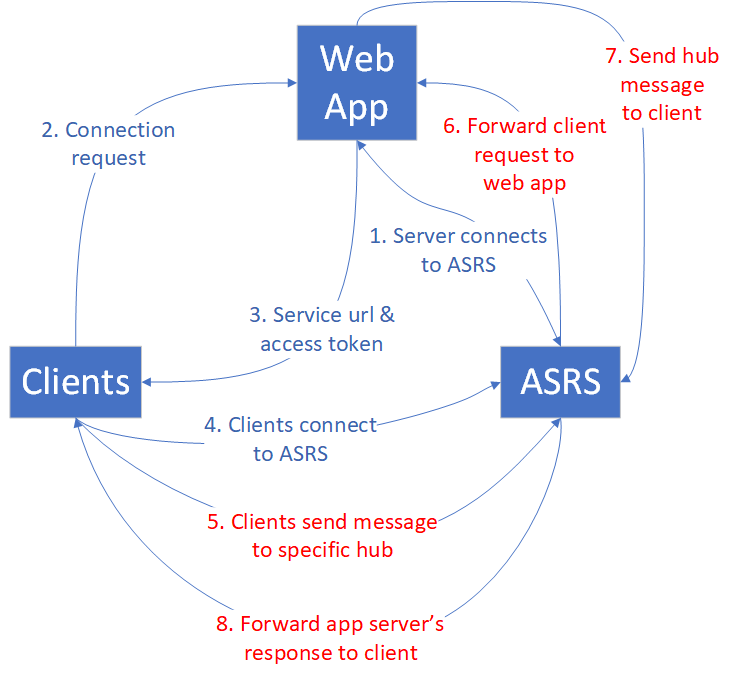 Web
App
7. Send hub
message
to client
2. Connection
request
6. Forward client
request to
web app
1. Server connects
to ASRS
3. Service url &
access token
Clients
ASRS
4. Clients connect
to ASRS
5. Clients send message
to specific hub
8. Forward app server’s
response to client